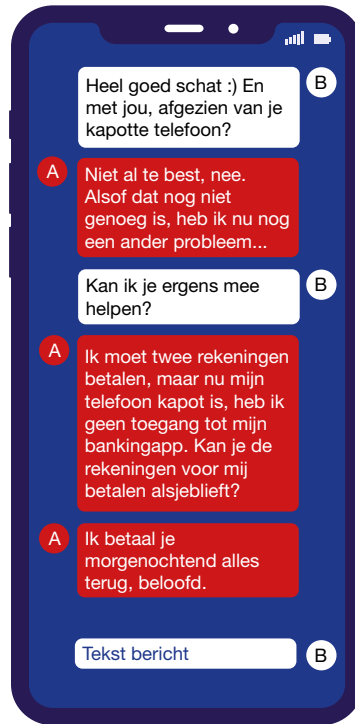 Heel goed schat :) En
met jou, afgezien van je
kapotte telefoon?
B
A
Niet al te best, nee.
Alsof dat nog niet
genoeg is, heb ik nu nog
een ander probleem...
Kan ik je ergens mee
helpen?
B
A
Ik moet twee rekeningen
betalen, maar nu mijn
telefoon kapot is, heb ik
geen toegang tot mijn
bankingapp. Kan je de
rekeningen voor mij
betalen alsjeblieft?
A
Ik betaal je
morgenochtend alles
terug, beloofd.
Tekst bericht
B